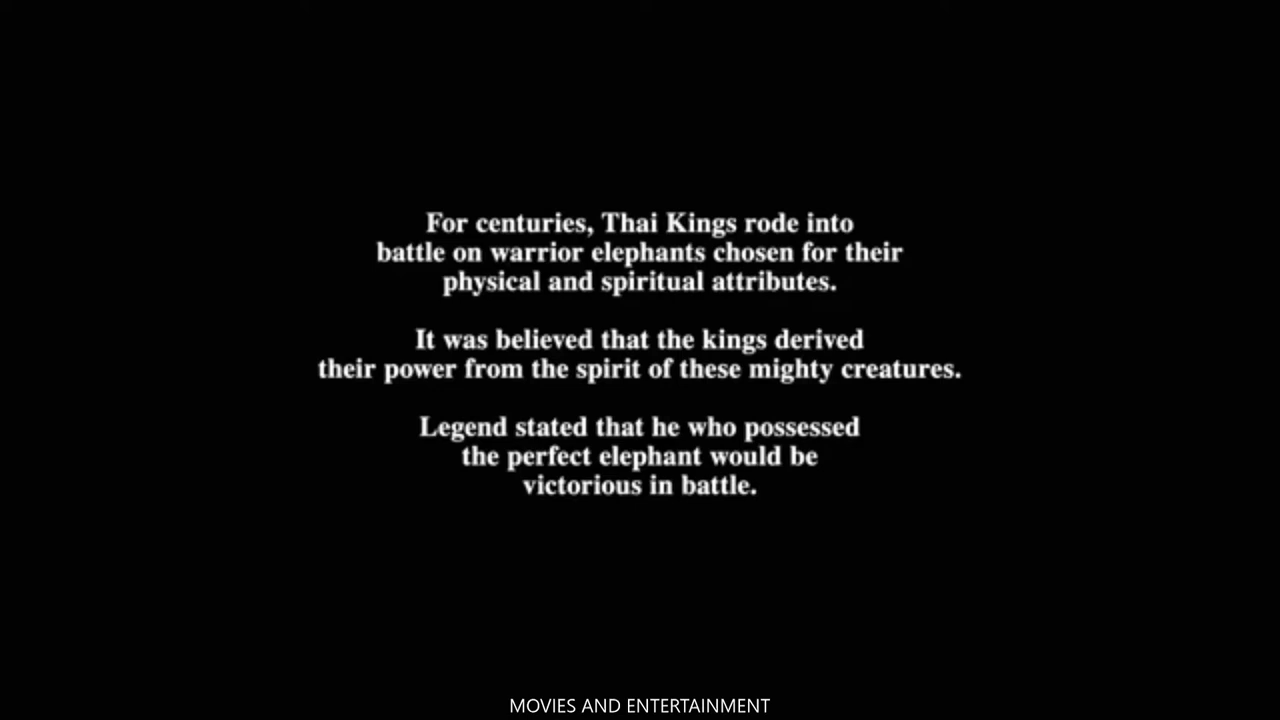 For centuries, Thai Kings rode into
battle on warrior elephants chosen for their
physical and spiritual attributes.
It was believed that the kings derived
their power from the spirit of these mighty creatures.
Legend stated that he who possessed
the perfect elephant would be
victorious in battle.
MOVIES AND ENTERTAINMENT